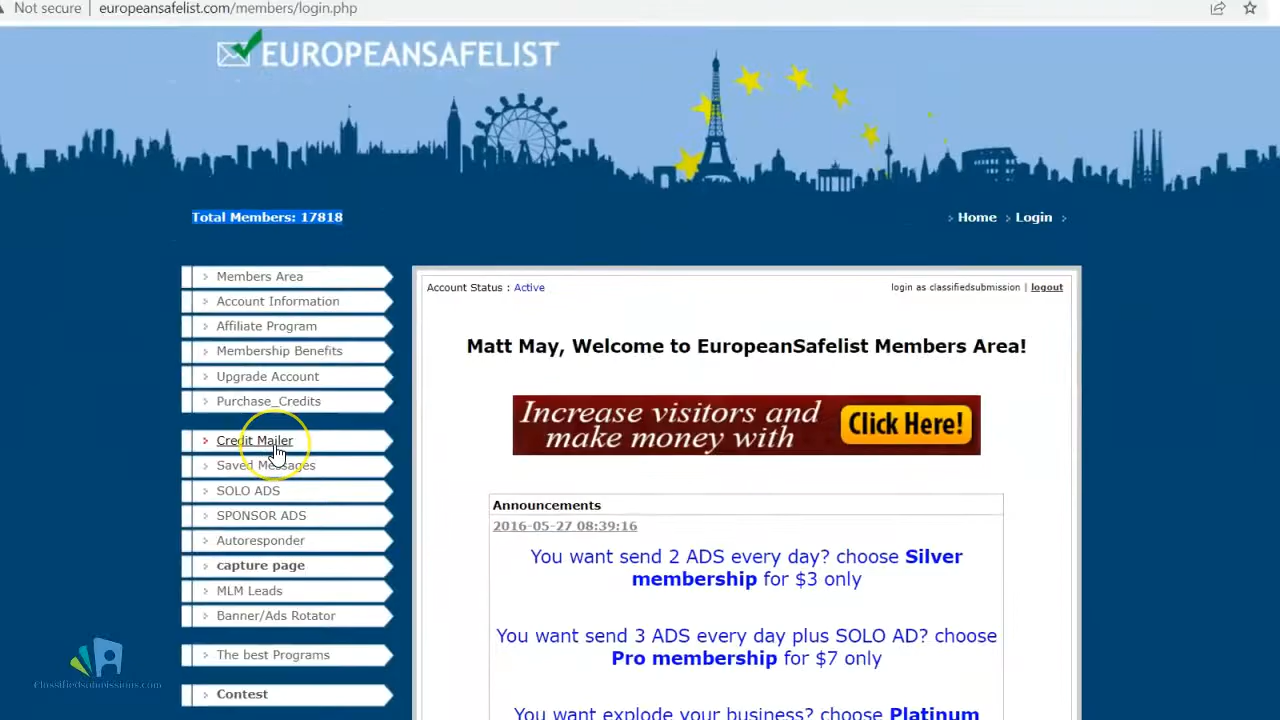 Not secure europeansafelist.com/members/login.php
EUROPEANSAFELIST
Total Members: 17818
Home Login
Members Area
Account Information
Affiliate Program
Membership Benefits
Upgrade Account
Purchase_Credits
Credit Mailer
Saved Messages
SOLO ADS
SPONSOR ADS
Autoresponder
capture page
MLM Leads
Banner/Ads Rotator
The best Programs
Contest
Account Status : Active
login as classifiedsubmission | logout
Matt May, Welcome to EuropeanSafelist Members Area!
Increase visitors and
make money with
Click Here!
Announcements
2016-05-27 08:39:16
You want send 2 ADS every day? choose Silver
membership for $3 only
You want send 3 ADS every day plus SOLO AD? choose
Pro membership for $7 only
You want explode your business? choose Platinum
Classifiedsubmissions.com